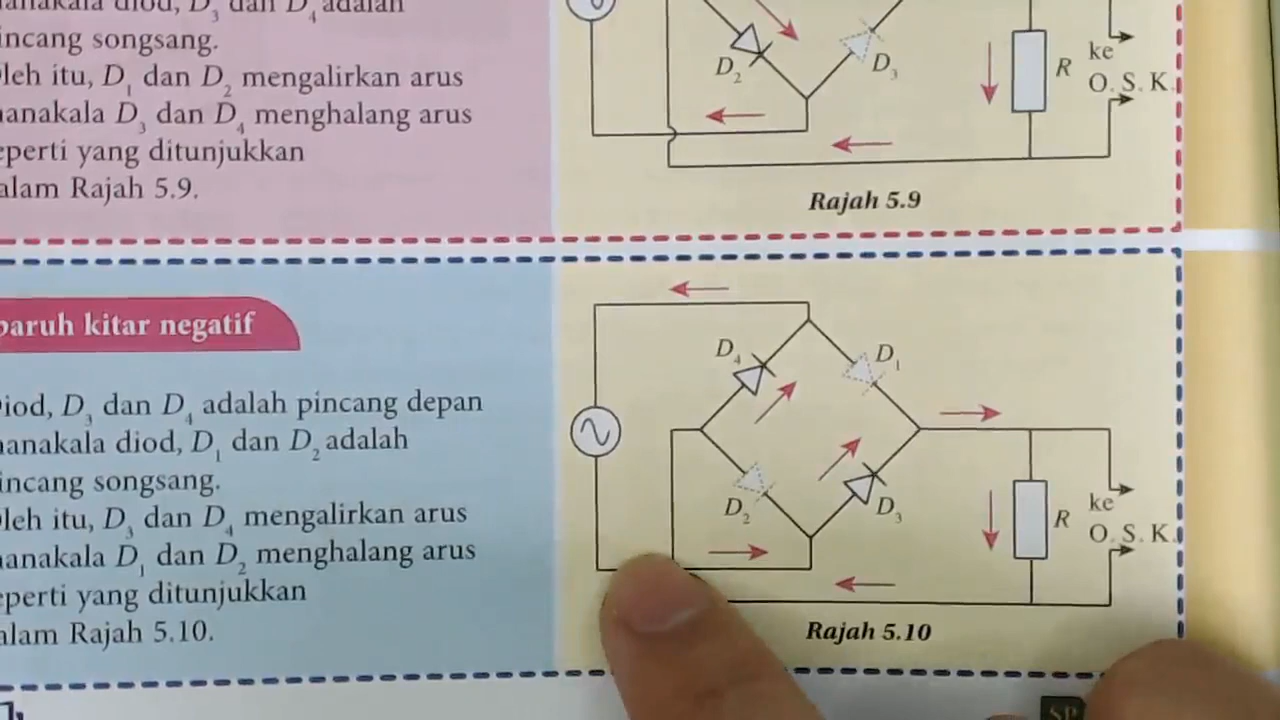 diod, D3 dan D4 adalah
incang songsang.
leh itu, D1 dan D2 mengalirkan arus
anakala D3 dan D4 menghalang arus
eperti yang ditunjukkan
alam Rajah 5.9.
D2
D3
R
ke
O. S. K.
Rajah 5.9
paruh kitar negatif
iod, D3 dan D4 adalah pincang depan
anakala diod, D1 dan D2 adalah
incang songsang.
leh itu, D3 dan D4 mengalirkan arus
anakala D1 dan D2 menghalang arus
eperti yang ditunjukkan
alam Rajah 5.10.
D4
D1
D2
D3
R
ke
O. S. K.
Rajah 5.10
SP